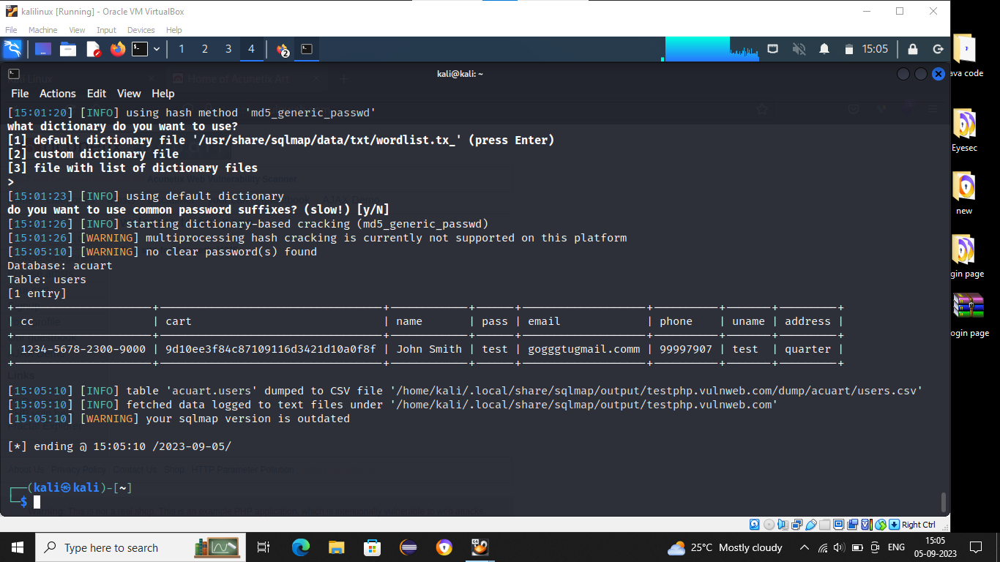 kalilinux [Running] - Oracle VM VirtualBox
File Machine View Input Devices Help
1 2 3 4 2 15:05
kali@kali: ~
Home of Acunetix Art
File Actions Edit View Help
[15:01:20] [INFO] using hash method 'md5_generic_passwd'
what dictionary do you want to use?
[1] default dictionary file '/usr/share/sqlmap/data/txt/wordlist.tx_' (press Enter)
[2] custom dictionary file
[3] file with list of dictionary files
>
[15:01:23] [INFO] using default dictionary
do you want to use common password suffixes? (slow!) [y/N]
[15:01:26] [INFO] starting dictionary-based cracking (md5_generic_passwd)
[15:01:26] [WARNING] multiprocessing hash cracking is currently not supported on this platform
[15:05:10] [WARNING] no clear password(s) found
Database: acuart
Table: users
[1 entry]
| cc | cart | name | pass | email | phone | uname | address |
| 1234-5678-2300-9000 | 9d10ee3f84c87109116d3421d10a0f8f | John Smith | test | gogggtugmail.comm | 99997907 | test | quarter |
[15:05:10] [INFO] table 'acuart.users' dumped to CSV file '/home/kali/.local/share/sqlmap/output/testphp.vulnweb.com/dump/acuart/users.csv'
[15:05:10] [INFO] fetched data logged to text files under '/home/kali/.local/share/sqlmap/output/testphp.vulnweb.com'
[15:05:10] [WARNING] your sqlmap version is outdated
[*] ending @ 15:05:10 /2023-09-05/
(kali㉿kali)-[~]
$
ava code
Eyesec
new
gin page
ogin page
Right Ctrl
Type here to search
25°C Mostly cloudy
ENG
15:05
05-09-2023